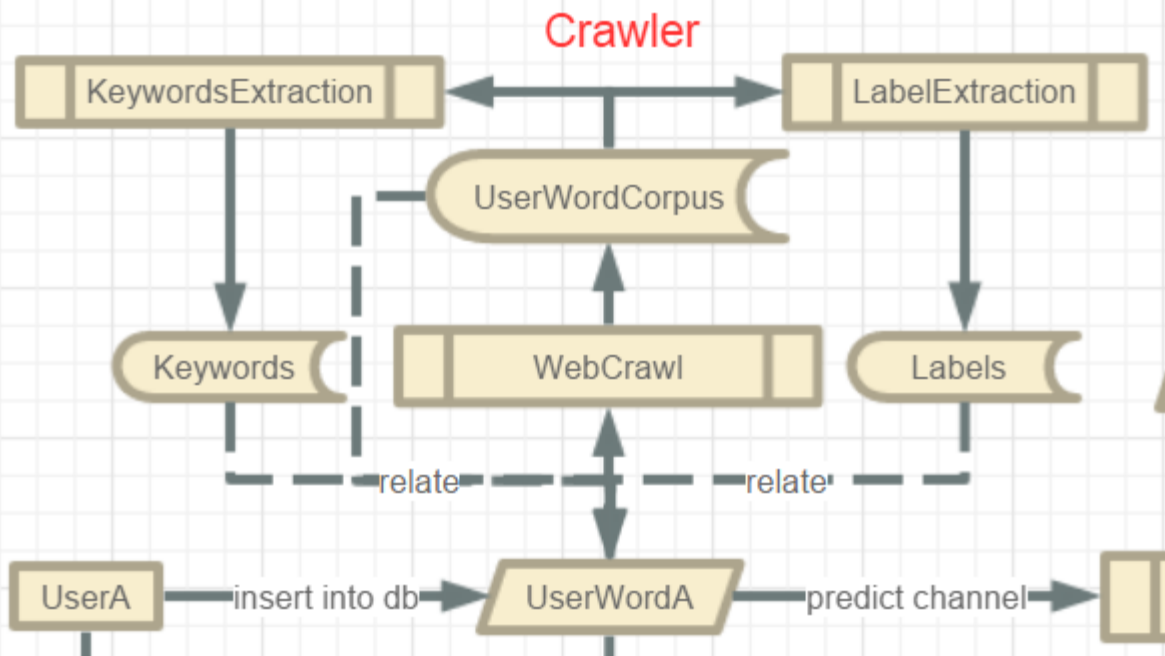 Crawler
KeywordsExtraction
LabelExtraction
UserWordCorpus
Keywords
WebCrawl
Labels
relate
relate
UserA
insert into db
UserWordA
predict channel